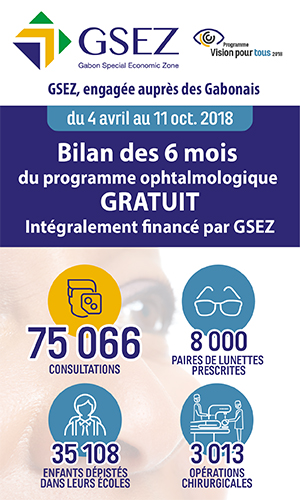 GSEZ
Gabon Special Economic Zone
Programme
Vision pour tous 2018
GSEZ, engagée auprès des Gabonais
du 4 avril au 11 oct. 2018
Bilan des 6 mois
du programme ophtalmologique
GRATUIT
Intégralement financé par GSEZ
75 066
CONSULTATIONS
8 000
PAIRES DE LUNETTES
PRESCRITES
35 108
ENFANTS DÉPISTÉS
DANS LEURS ÉCOLES
3 013
OPÉRATIONS
CHIRURGICALES